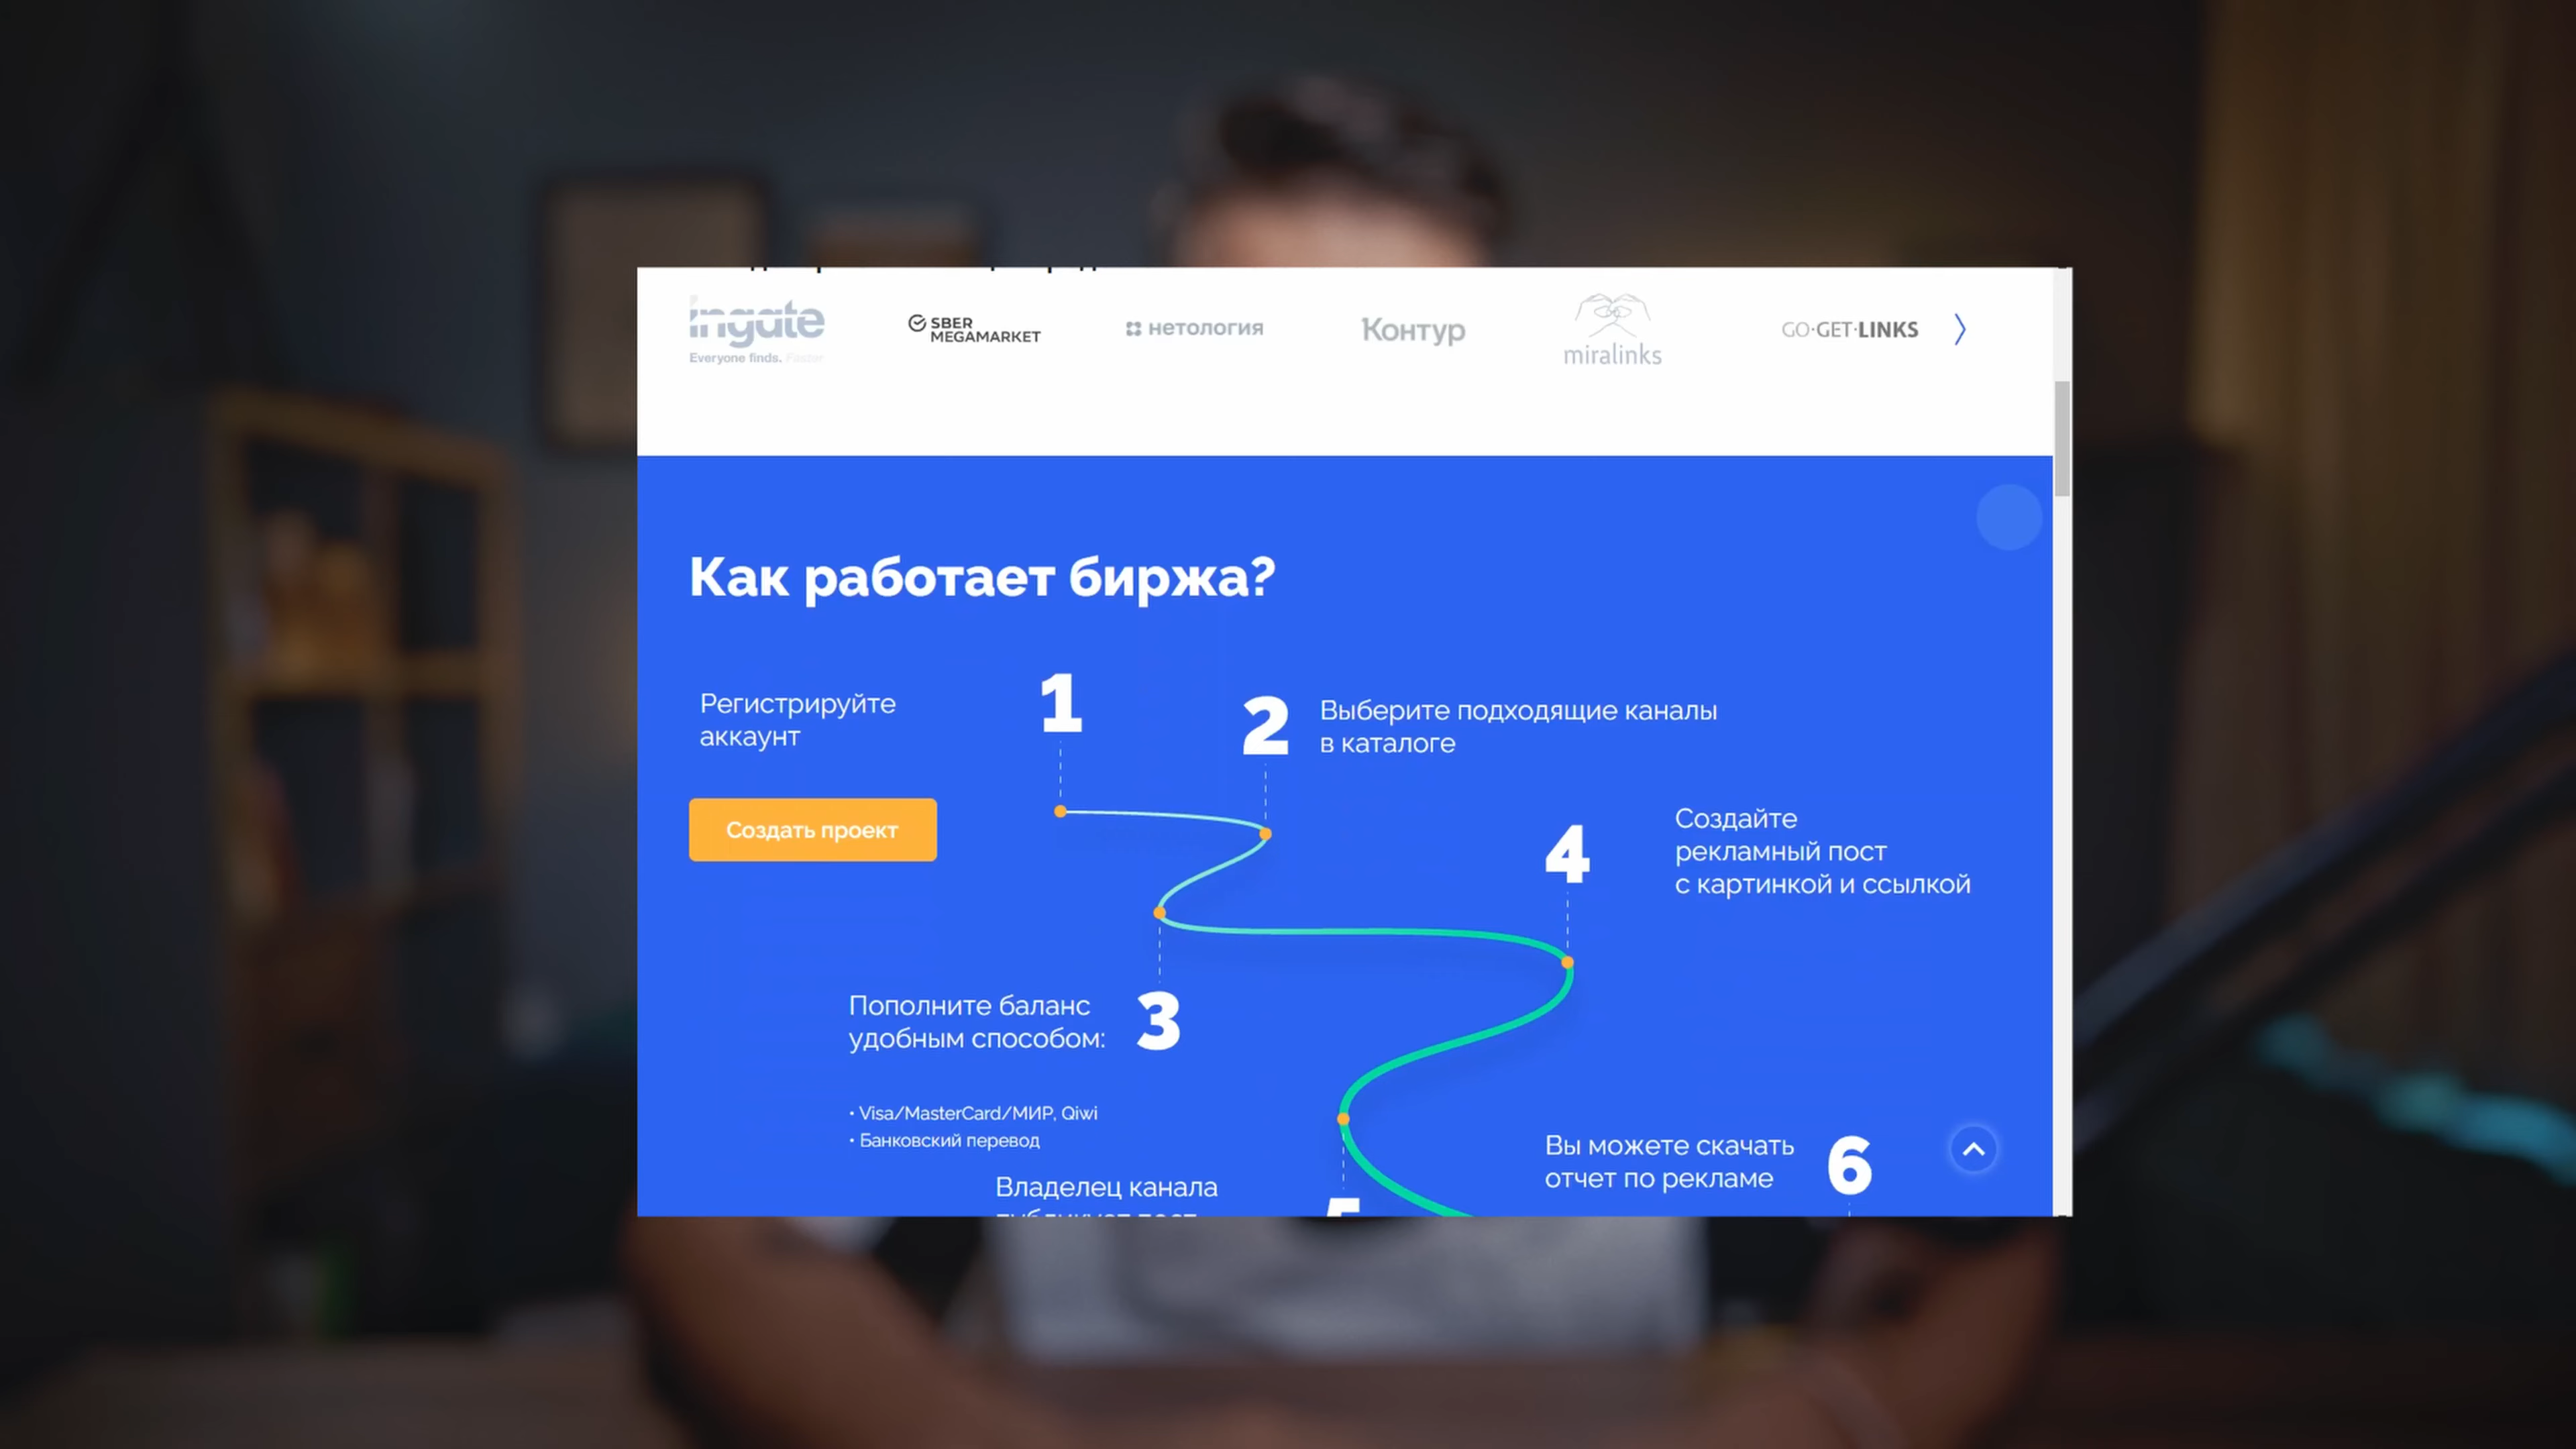 ingate
Everyone finds. Faster
SBER
MEGAMARKET
нетология
Контур
miralinks
GO·GET·LINKS
Как работает биржа?
Регистрируйте
аккаунт
1
Создать проект
2
Выберите подходящие каналы
в каталоге
3
Пополните баланс
удобным способом:
• Visa/MasterCard/МИР, Qiwi
• Банковский перевод
4
Создайте
рекламный пост
с картинкой и ссылкой
Владелец канала
5
Вы можете скачать
отчет по рекламе
6